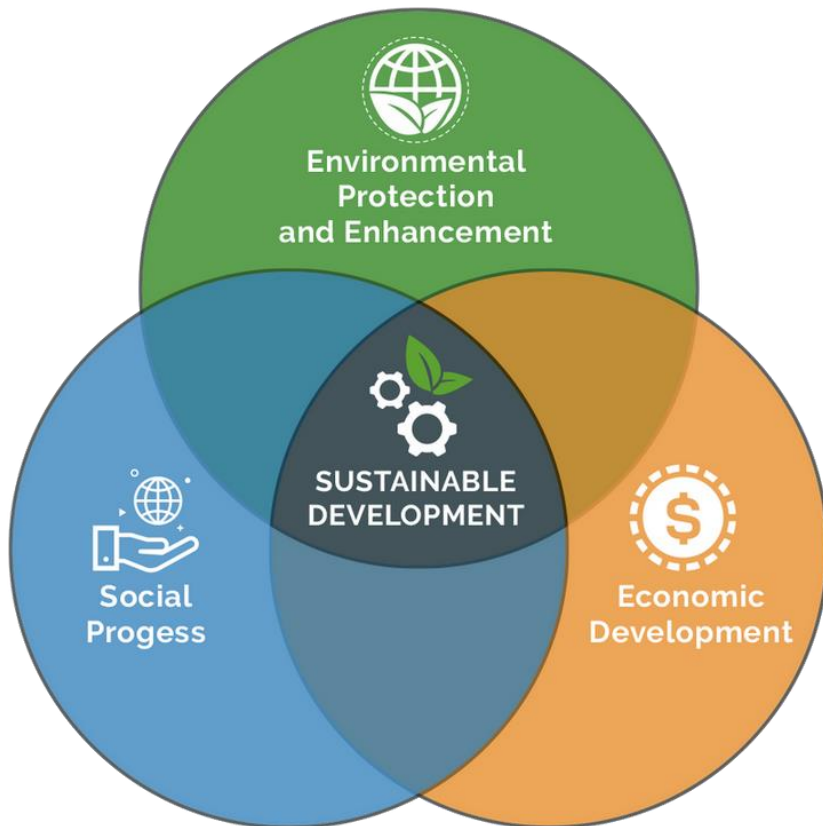 Environmental
Protection
and Enhancement
SUSTAINABLE
DEVELOPMENT
$
Social
Progess
Economic
Development